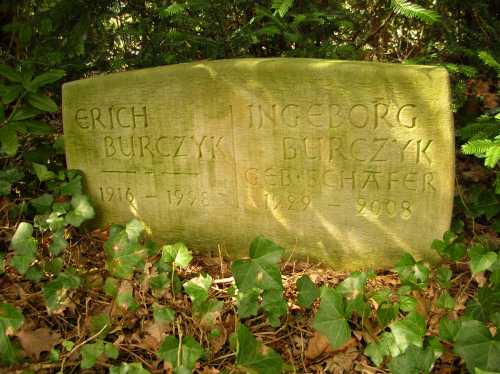 ERICH
BURCZYK
1916 - 1998
INGEBORG
BURCZYK
GEB. SCHÄFER
1929 - 2008